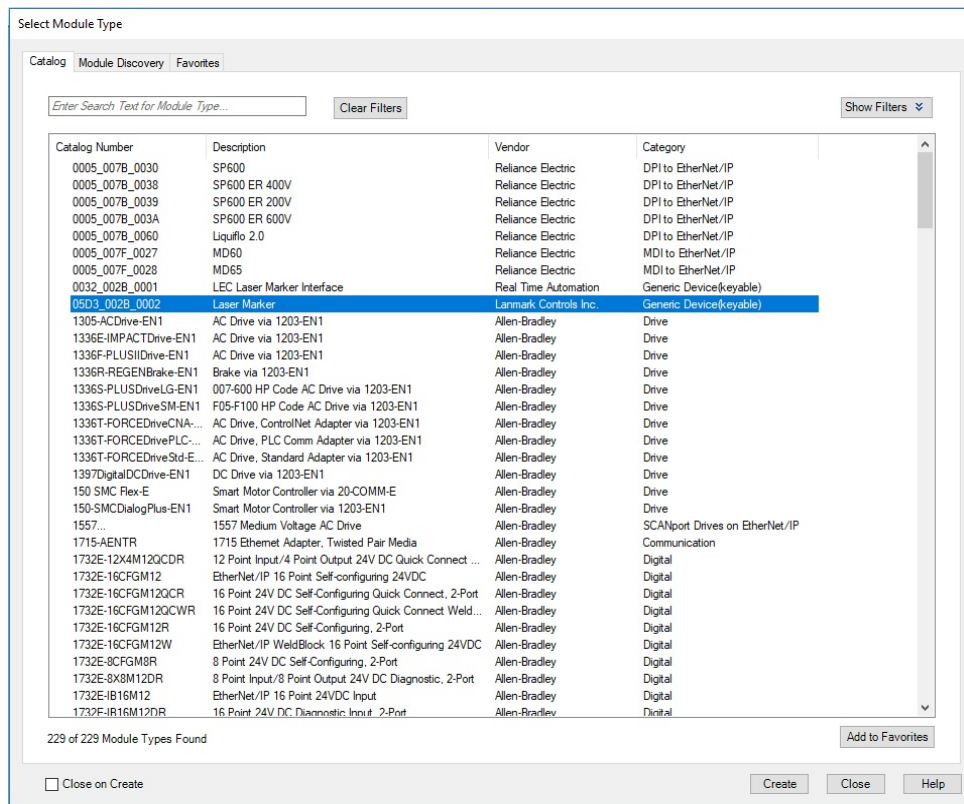 Select Module Type
Catalog Module Discovery Favorites
Enter Search Text for Module Type... Clear Filters Show Filters
Catalog Number Description Vendor Category
0005_007B_0030 SP600 Reliance Electric DPI to EtherNet/IP
0005_007B_0038 SP600 ER 400V Reliance Electric DPI to EtherNet/IP
0005_007B_0039 SP600 ER 200V Reliance Electric DPI to EtherNet/IP
0005_007B_003A SP600 ER 600V Reliance Electric DPI to EtherNet/IP
0005_007B_0060 Liquiflo 2.0 Reliance Electric DPI to EtherNet/IP
0005_007F_0027 MD60 Reliance Electric MDI to EtherNet/IP
0005_007F_0028 MD65 Reliance Electric MDI to EtherNet/IP
0032_002B_0001 LEC Laser Marker Interface Real Time Automation Generic Device(keyable)
05D3_002B_0002 Laser Marker Lanmark Controls Inc. Generic Device(keyable)
1305-ACDrive-EN1 AC Drive via 1203-EN1 Allen-Bradley Drive
1336E-IMPACTDrive-EN1 AC Drive via 1203-EN1 Allen-Bradley Drive
1336F-PLUSIIDrive-EN1 AC Drive via 1203-EN1 Allen-Bradley Drive
1336R-REGENBrake-EN1 Brake via 1203-EN1 Allen-Bradley Drive
1336S-PLUSDriveLG-EN1 007-600 HP Code AC Drive via 1203-EN1 Allen-Bradley Drive
1336S-PLUSDriveSM-EN1 F05-F100 HP Code AC Drive via 1203-EN1 Allen-Bradley Drive
1336T-FORCEDriveCNA-... AC Drive, ControlNet Adapter via 1203-EN1 Allen-Bradley Drive
1336T-FORCEDrivePLC-... AC Drive, PLC Comm Adapter via 1203-EN1 Allen-Bradley Drive
1336T-FORCEDriveStd-E... AC Drive, Standard Adapter via 1203-EN1 Allen-Bradley Drive
1397DigitalDCDrive-EN1 DC Drive via 1203-EN1 Allen-Bradley Drive
150 SMC Flex-E Smart Motor Controller via 20-COMM-E Allen-Bradley Drive
150-SMCDialogPlus-EN1 Smart Motor Controller via 1203-EN1 Allen-Bradley Drive
1557... 1557 Medium Voltage AC Drive Allen-Bradley SCANport Drives on EtherNet/IP
1715-AENTR 1715 Ethernet Adapter, Twisted Pair Media Allen-Bradley Communication
1732E-12X4M12QCDR 12 Point Input/4 Point Output 24V DC Quick Connect ... Allen-Bradley Digital
1732E-16CFGM12 EtherNet/IP 16 Point Self-configuring 24VDC Allen-Bradley Digital
1732E-16CFGM12QCR 16 Point 24V DC Self-Configuring Quick Connect, 2-Port Allen-Bradley Digital
1732E-16CFGM12QCWR 16 Point 24V DC Self-Configuring Quick Connect Weld... Allen-Bradley Digital
1732E-16CFGM12R 16 Point 24V DC Self-Configuring, 2-Port Allen-Bradley Digital
1732E-16CFGM12W EtherNet/IP WeldBlock 16 Point Self-configuring 24VDC Allen-Bradley Digital
1732E-8CFGM8R 8 Point 24V DC Self-Configuring, 2-Port Allen-Bradley Digital
1732E-8X8M12DR 8 Point Input/8 Point Output 24V DC Diagnostic, 2-Port Allen-Bradley Digital
1732E-IB16M12 EtherNet/IP 16 Point 24VDC Input Allen-Bradley Digital
1732E-IB16M12DR 16 Point 24V DC Diagnostic Input, 2-Port Allen-Bradley Digital
229 of 229 Module Types Found Add to Favorites
Close on Create Create Close Help